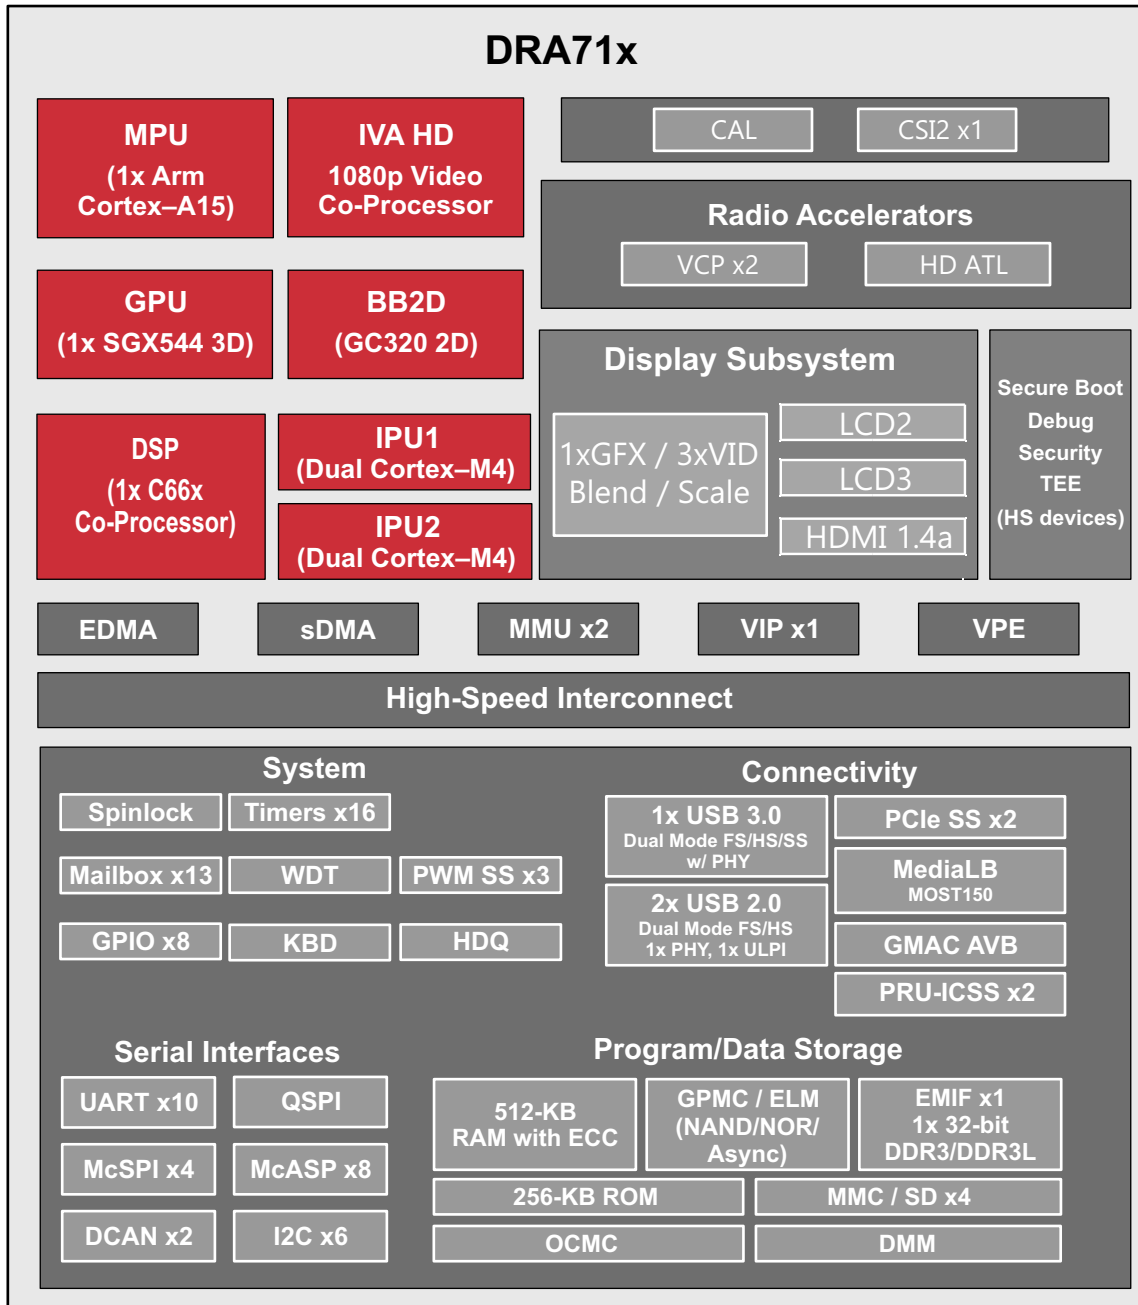 DRA71x
MPU
(1x Arm
Cortex–A15)
IVA HD
1080p Video
Co-Processor
CAL
CSI2 x1
Radio Accelerators
VCP x2
HD ATL
GPU
(1x SGX544 3D)
BB2D
(GC320 2D)
Display Subsystem
1xGFX / 3xVID
Blend / Scale
LCD2
LCD3
HDMI 1.4a
Secure Boot
Debug
Security
TEE
(HS devices)
DSP
(1x C66x
Co-Processor)
IPU1
(Dual Cortex–M4)
IPU2
(Dual Cortex–M4)
EDMA
sDMA
MMU x2
VIP x1
VPE
High-Speed Interconnect
System
Spinlock
Timers x16
Mailbox x13
WDT
PWM SS x3
GPIO x8
KBD
HDQ
Connectivity
1x USB 3.0
Dual Mode FS/HS/SS
w/ PHY
2x USB 2.0
Dual Mode FS/HS
1x PHY, 1x ULPI
PCIe SS x2
MediaLB
MOST150
GMAC AVB
PRU-ICSS x2
Serial Interfaces
UART x10
QSPI
McSPI x4
McASP x8
DCAN x2
I2C x6
Program/Data Storage
512-KB
RAM with ECC
GPMC / ELM
(NAND/NOR/
Async)
EMIF x1
1x 32-bit
DDR3/DDR3L
256-KB ROM
MMC / SD x4
OCMC
DMM